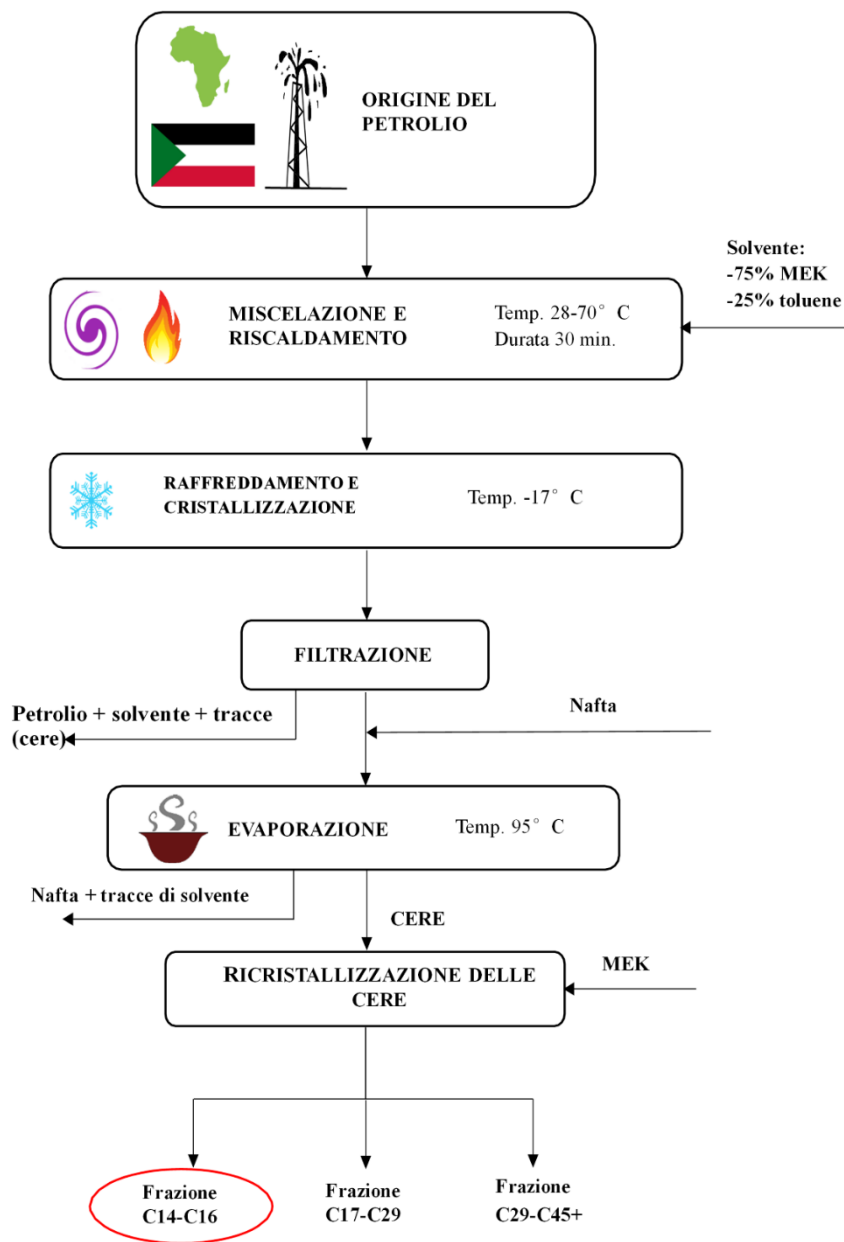 ORIGINE DEL
PETROLIO
Solvente:
-75% MEK
-25% toluene
MISCELAZIONE E
RISCALDAMENTO
Temp. 28-70° C
Durata 30 min.
RAFFREDDAMENTO E
CRISTALLIZZAZIONE
Temp. -17° C
FILTRAZIONE
Petrolio + solvente + tracce
(cere)
Nafta
EVAPORAZIONE
Temp. 95° C
Nafta + tracce di solvente
CERE
RICRISTALLIZZAZIONE DELLE
CERE
MEK
Frazione
C14-C16
Frazione
C17-C29
Frazione
C29-C45+